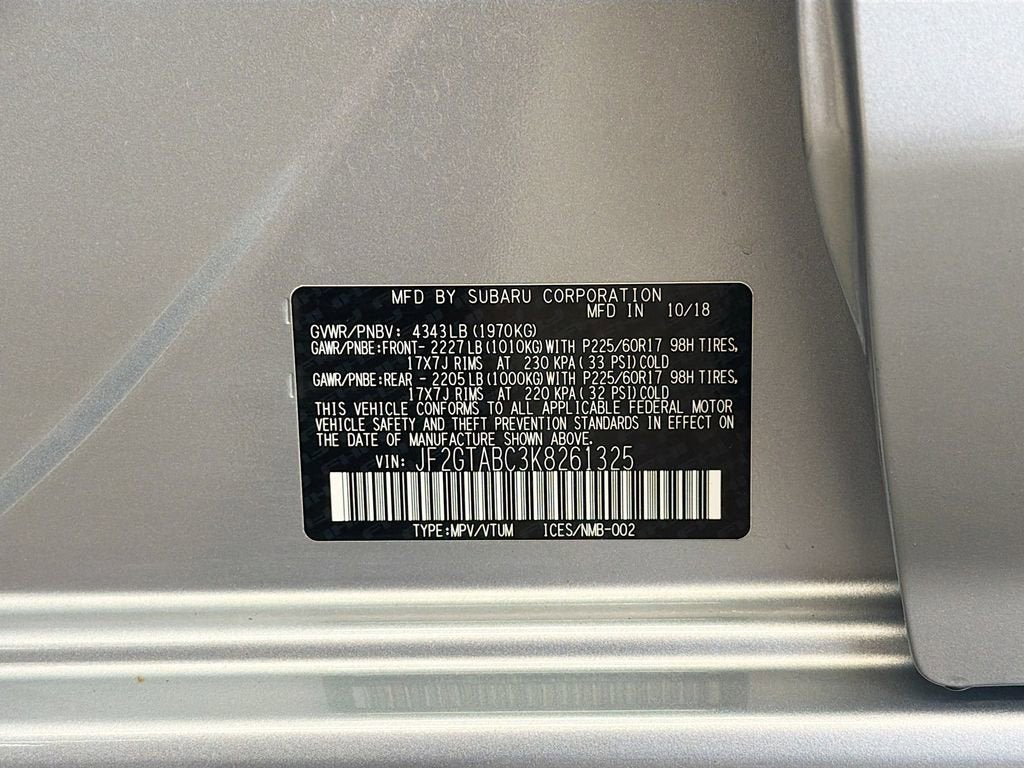 MFD BY SUBARU CORPORATION
MFD IN 10/18
GVWR/PNBV: 4343LB (1970KG)
GAWR/PNBE:FRONT- 2227LB (1010KG) WITH P225/60R17 98H TIRES,
17X7J RIMS AT 230 KPA( 33 PSI) COLD
GAWR/PNBE:REAR - 2205LB (1000KG) WITH P225/60R17 98H TIRES,
17X7J RIMS AT 220 KPA( 32 PSI) COLD
THIS VEHICLE CONFORMS TO ALL APPLICABLE FEDERAL MOTOR
VEHICLE SAFETY AND THEFT PREVENTION STANDARDS IN EFFECT ON
THE DATE OF MANUFACTURE SHOWN ABOVE.
VIN: JF2GTABC3K8261325
TYPE:MPV/VTUM ICES/NMB-002